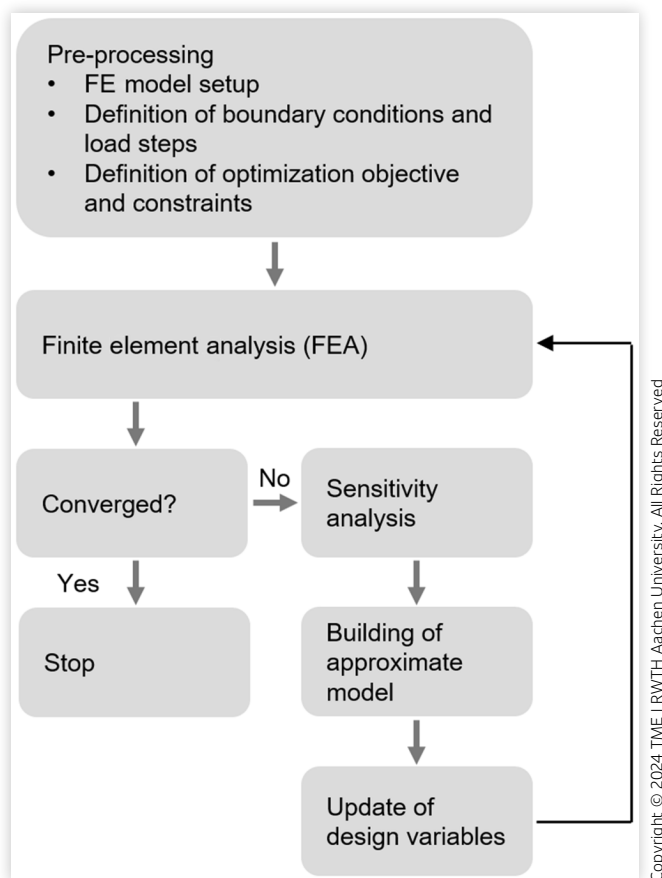 Pre-processing
• FE model setup
• Definition of boundary conditions and
load steps
• Definition of optimization objective
and constraints
Finite element analysis (FEA)
Converged?
No
Sensitivity
analysis
Yes
Stop
Building of
approximate
model
Update of
design variables
Copyright © 2024 TME | RWTH Aachen University. All Rights Reserved